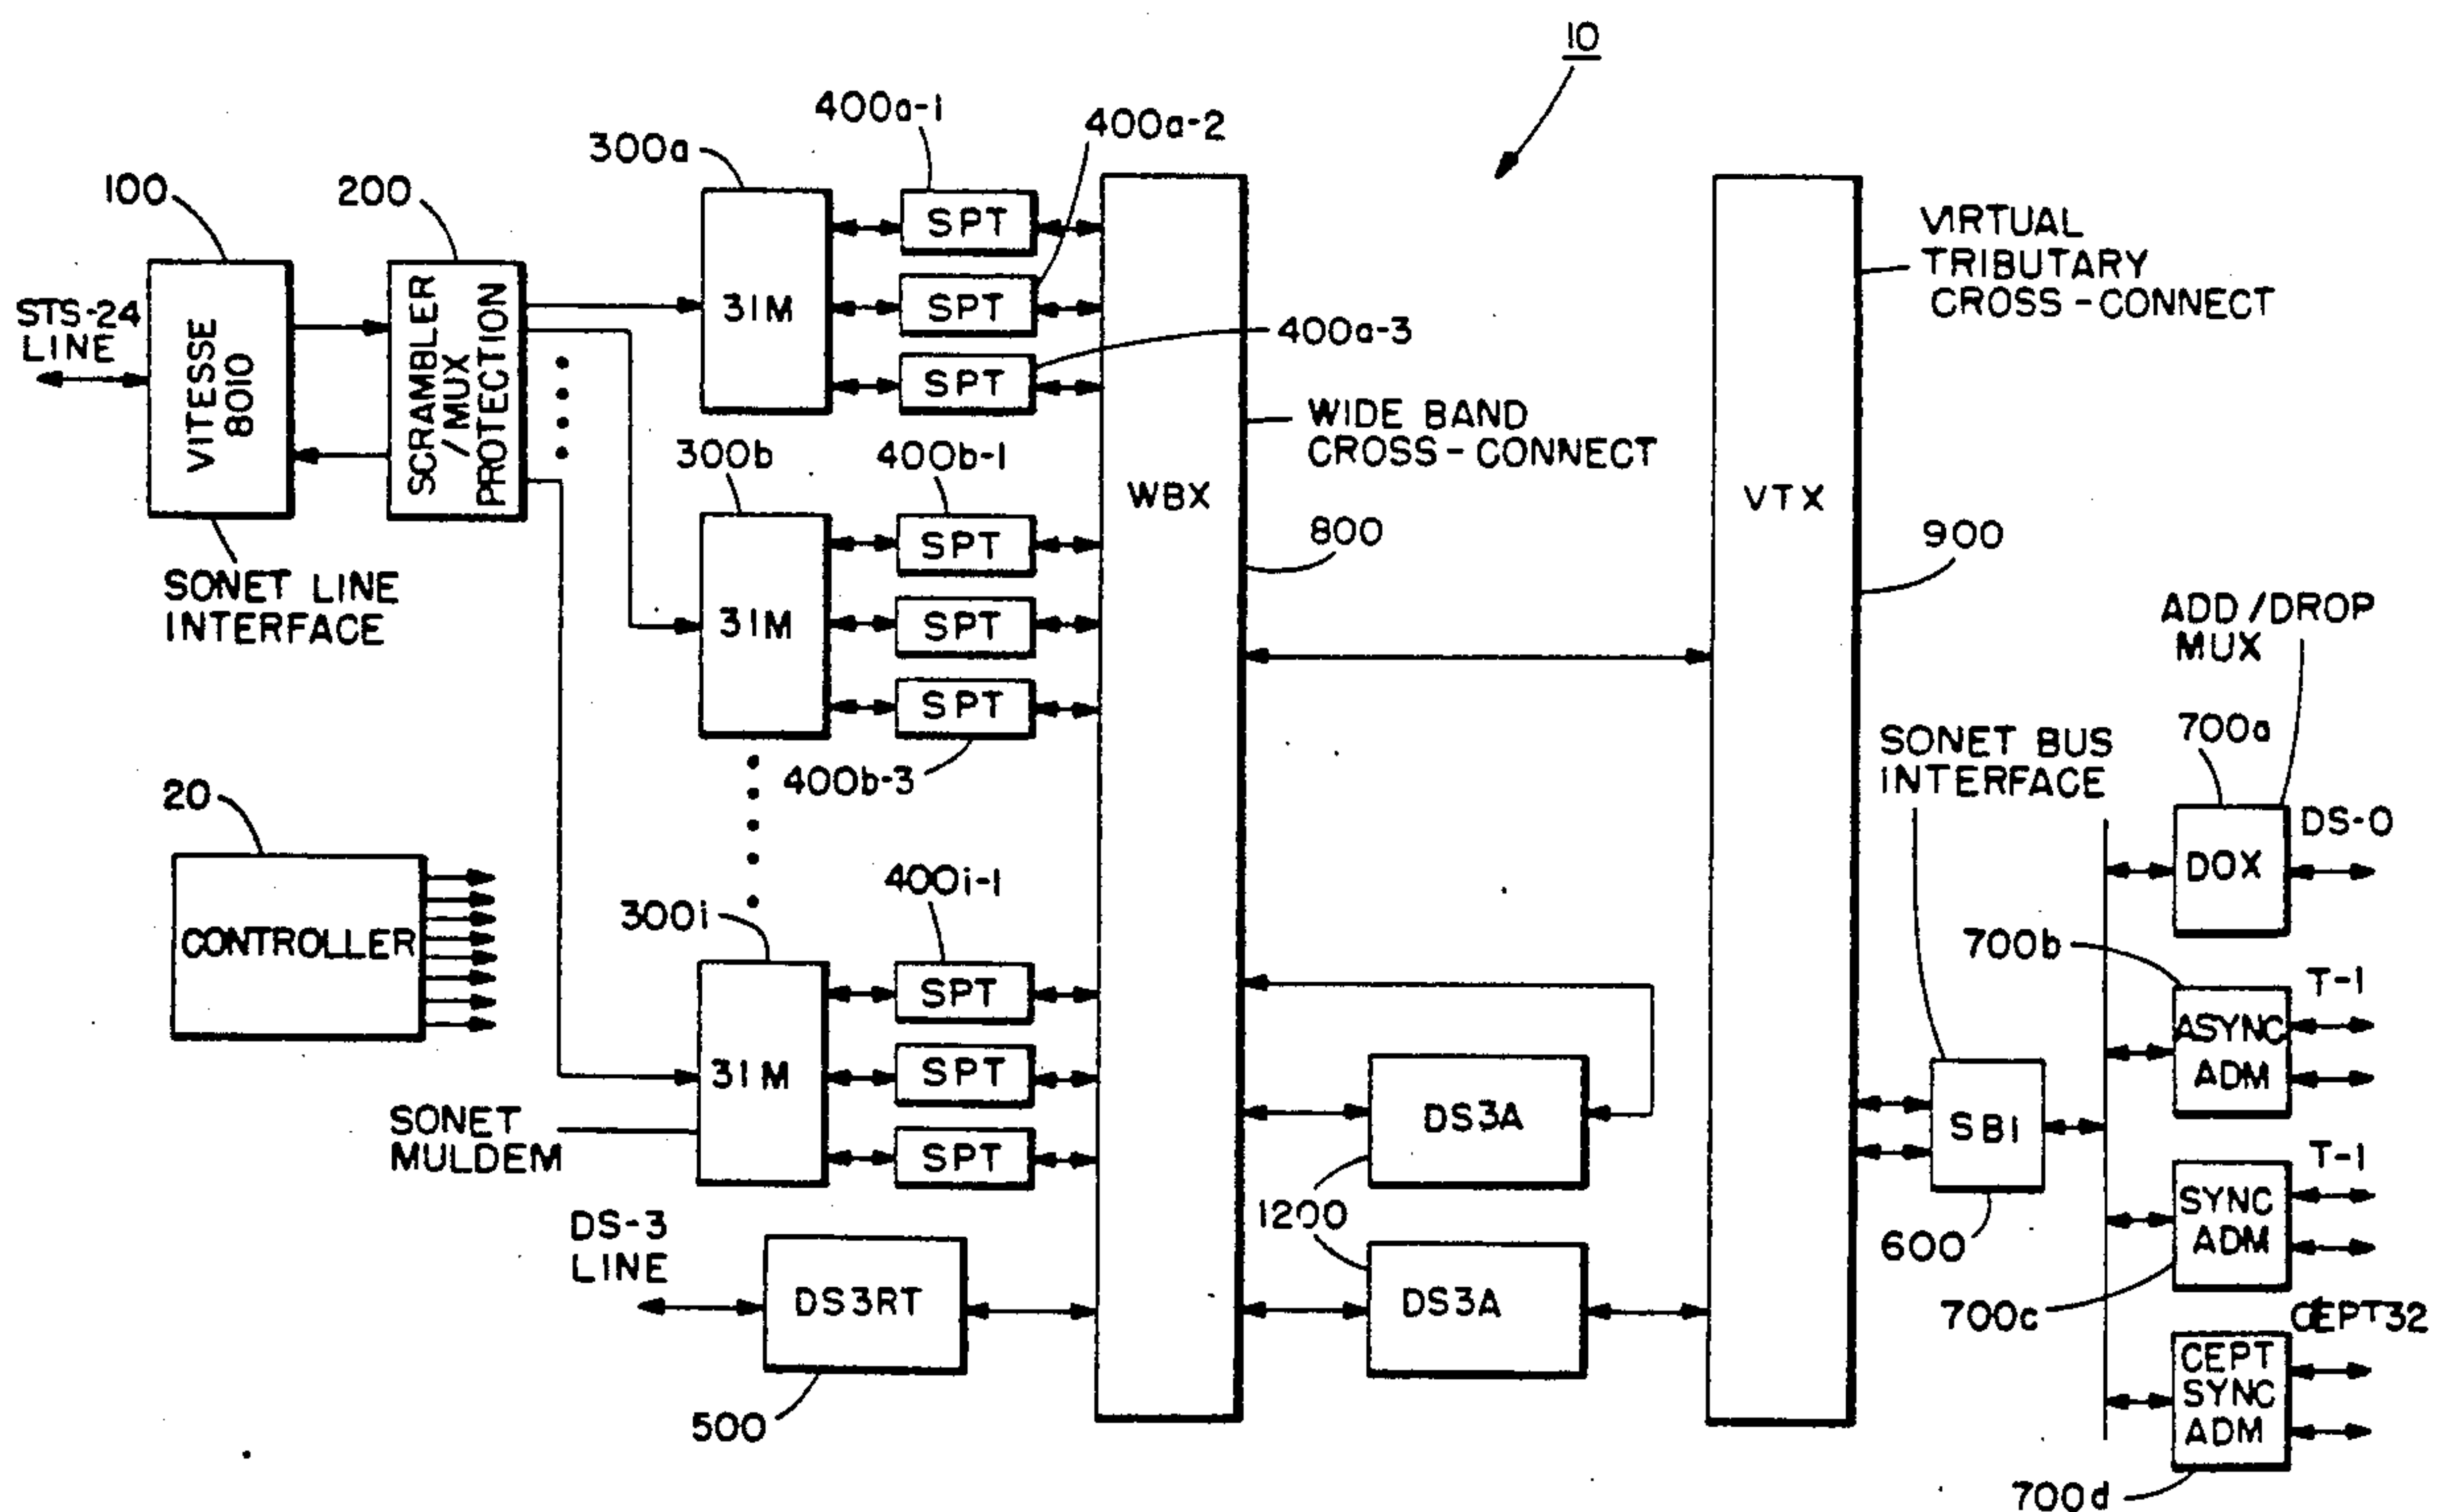 10
400a-1
400a-2
300a
100
200
SPT
SPT
SPT
400a-3
31M
STS-24
LINE
VITESSE
8010
SCRAMBLER
/MUX
PROTECTION
SONET LINE
INTERFACE
VIRTUAL
TRIBUTARY
CROSS-CONNECT
WIDE BAND
CROSS-CONNECT
WBX
800
VTX
900
300b
400b-1
SPT
31M
SPT
SPT
400b-3
ADD/DROP
MUX
700a
SONET BUS
INTERFACE
DS-0
DOX
20
CONTROLLER
400i-1
300i
SPT
31M
SPT
SPT
SONET
MULDEM
700b
T-1
ASYNC
ADM
DS3A
SBI
600
1200
T-1
SYNC
ADM
700c
DS-3
LINE
DS3RT
500
DS3A
CEPT32
CEPT
SYNC
ADM
700d